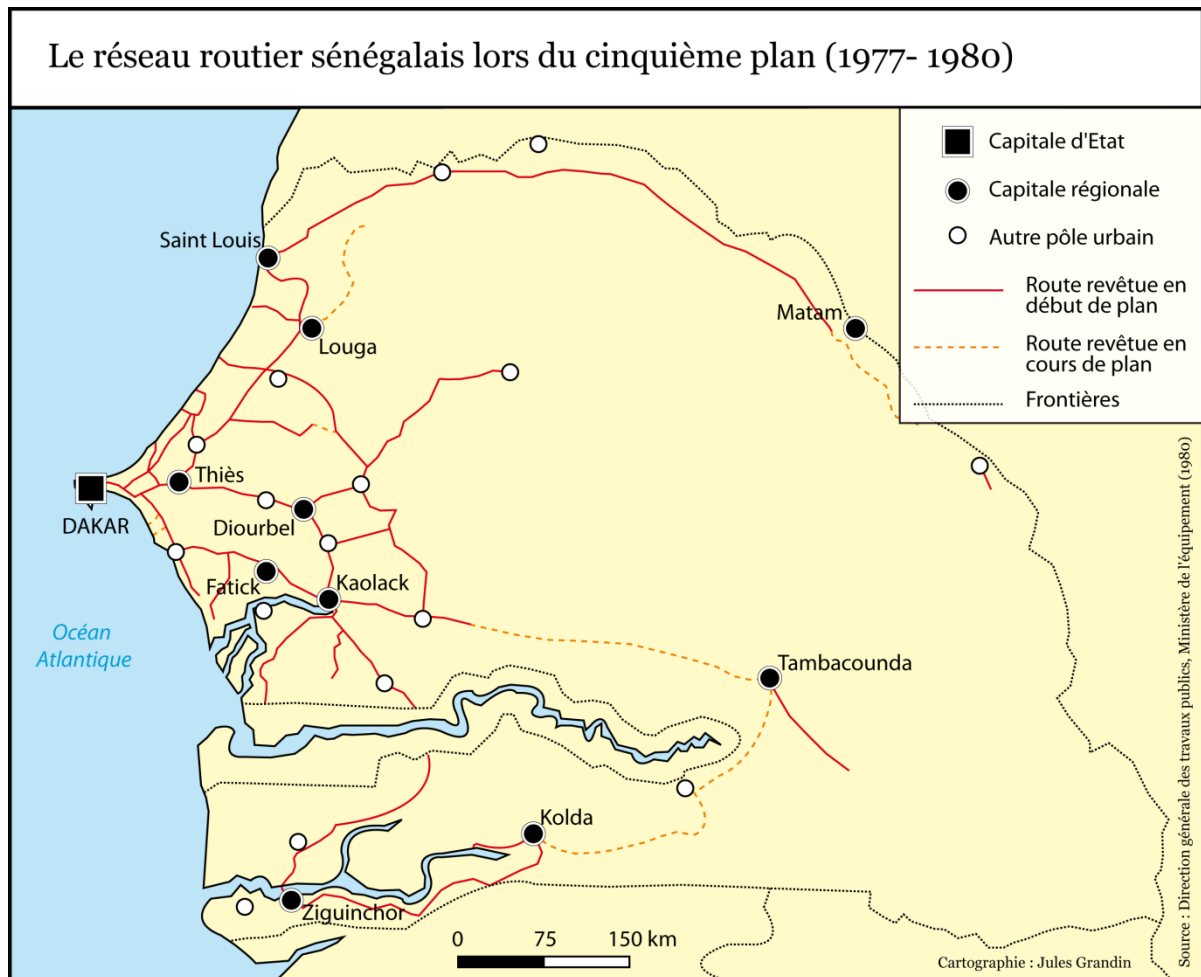 Le réseau routier sénégalais lors du cinquième plan (1977- 1980)
Capitale d'Etat
Capitale régionale
Autre pôle urbain
Route revêtue en
début de plan
Route revêtue en
cours de plan
Frontières
Saint Louis
Louga
Matam
Thiès
DAKAR
Diourbel
Fatick
Kaolack
Océan
Atlantique
Tambacounda
Kolda
Ziguinchor
0 75 150 km
Cartographie : Jules Grandin
Source : Direction générale des travaux publics, Ministère de l'équipement (1980)